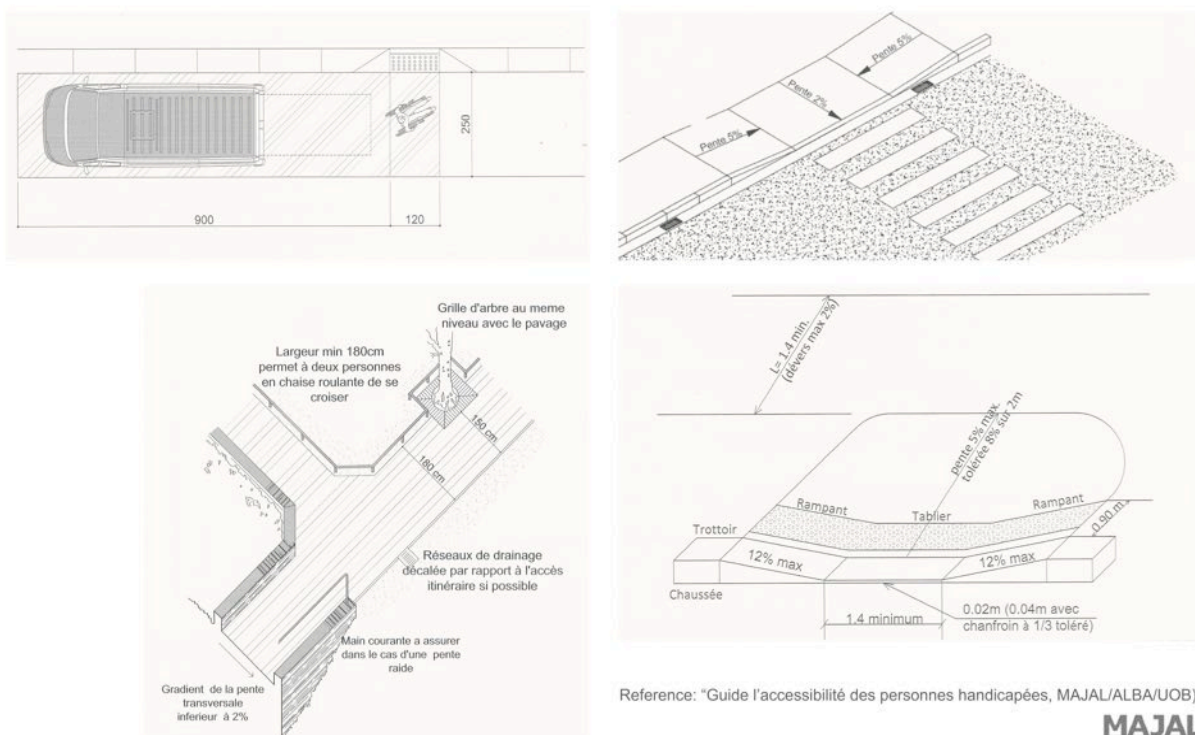 900
120
250
Pente 5%
Pente 2%
Pente 5%
Grille d'arbre au meme
niveau avec le pavage
Largeur min 180cm
permet à deux personnes
en chaise roulante de se
croiser
150 cm
180 cm
Réseaux de drainage
décalée par rapport à l'accès
itinéraire si possible
Main courante a assurer
dans le cas d'une pente
raide
Gradient de la pente
transversale
inferieur à 2%
L= 1.4 min.
(dévers max 2%)
pente 5% max.
tolérée 8% sur 2m
Rampant
Tablier
Rampant
0.90 m.
Trottoir
12% max
12% max
Chaussée
1.4 minimum
0.02m (0.04m avec
chanfroin à 1/3 toléré)
Reference: "Guide l'accessibilité des personnes handicapées, MAJAL/ALBA/UOB)
MAJAL